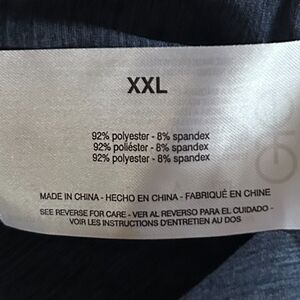 XXL
92% polyester - 8% spandex
92% poliéster - 8% spandex
92% polyester - 8% spandex
MADE IN CHINA - HECHO EN CHINA - FABRIQUÉ EN CHINE
SEE REVERSE FOR CARE - VER AL REVERSO PARA EL CUIDADO -
VOIR LES INSTRUCTIONS D'ENTRETIEN AU DOS